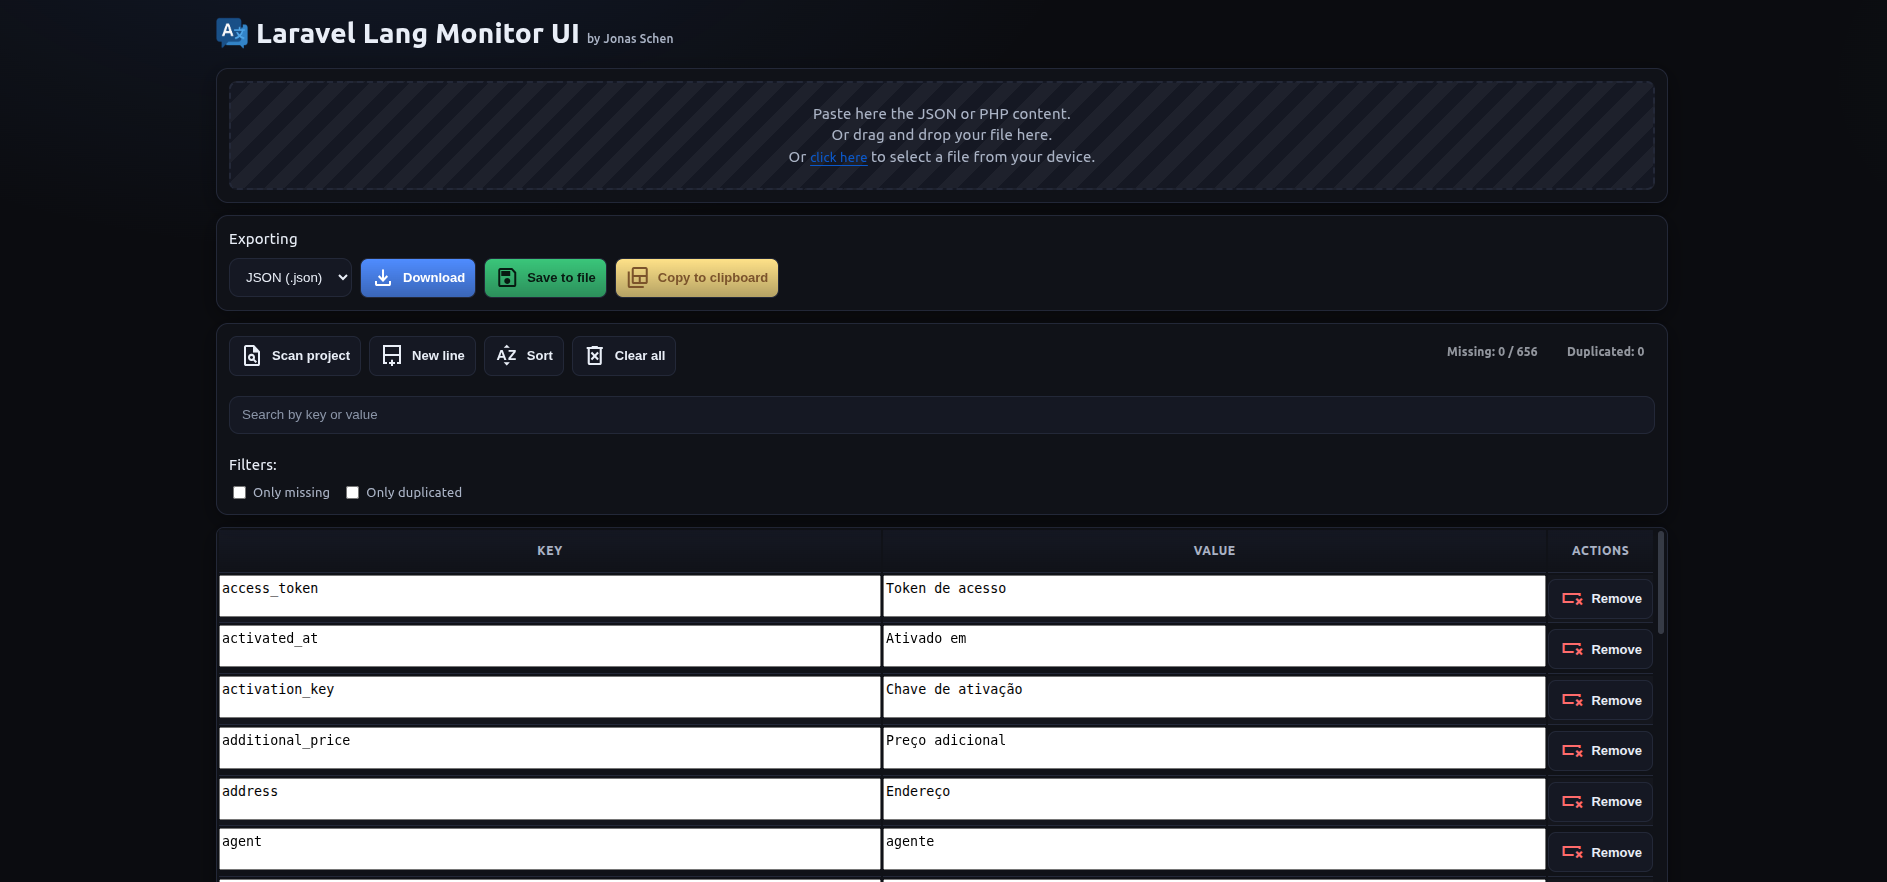 Laravel Lang Monitor UI by Jonas Schen
Paste here the JSON or PHP content.
Or drag and drop your file here.
Or click here to select a file from your device.
Exporting
JSON (.json)
Download
Save to file
Copy to clipboard
Scan project
New line
Sort
Clear all
Missing: 0 / 656
Duplicated: 0
Search by key or value
Filters:
Only missing
Only duplicated
KEY VALUE ACTIONS
access_token Token de acesso Remove
activated_at Ativado em Remove
activation_key Chave de ativação Remove
additional_price Preço adicional Remove
address Endereço Remove
agent agente Remove